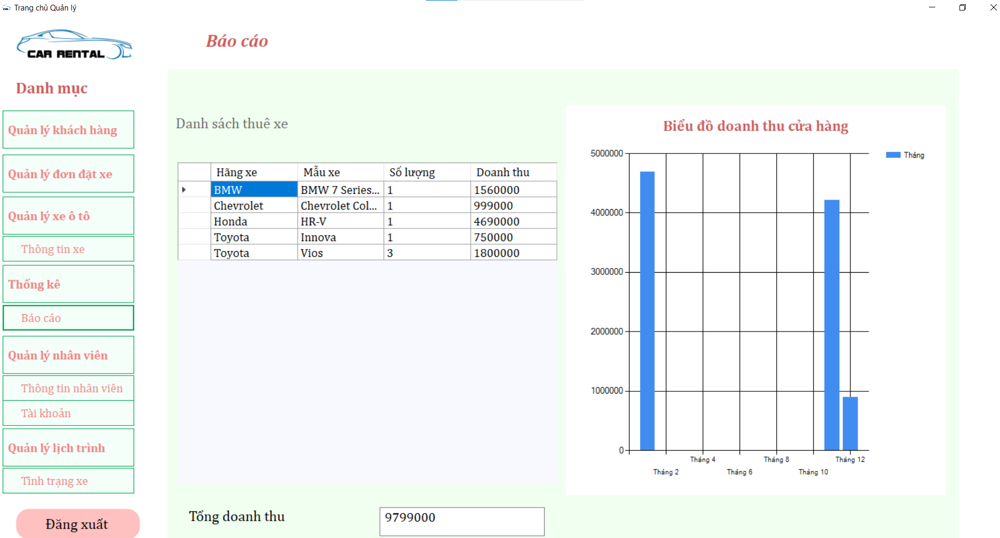 Trang chủ Quản lý
CAR RENTAL
Báo cáo
Danh mục
Quản lý khách hàng
Quản lý đơn đặt xe
Quản lý xe ô tô
Thông tin xe
Thống kê
Báo cáo
Quản lý nhân viên
Thông tin nhân viên
Tài khoản
Quản lý lịch trình
Tình trạng xe
Đăng xuất
Danh sách thuê xe
Hãng xe Mẫu xe Số lượng Doanh thu
BMW BMW 7 Series... 1 1560000
Chevrolet Chevrolet Col... 1 999000
Honda HR-V 1 4690000
Toyota Innova 1 750000
Toyota Vios 3 1800000
Tổng doanh thu 9799000
Biểu đồ doanh thu cửa hàng
Tháng
5000000
4000000
3000000
2000000
1000000
0
Tháng 4 Tháng 8 Tháng 12
Tháng 2 Tháng 6 Tháng 10